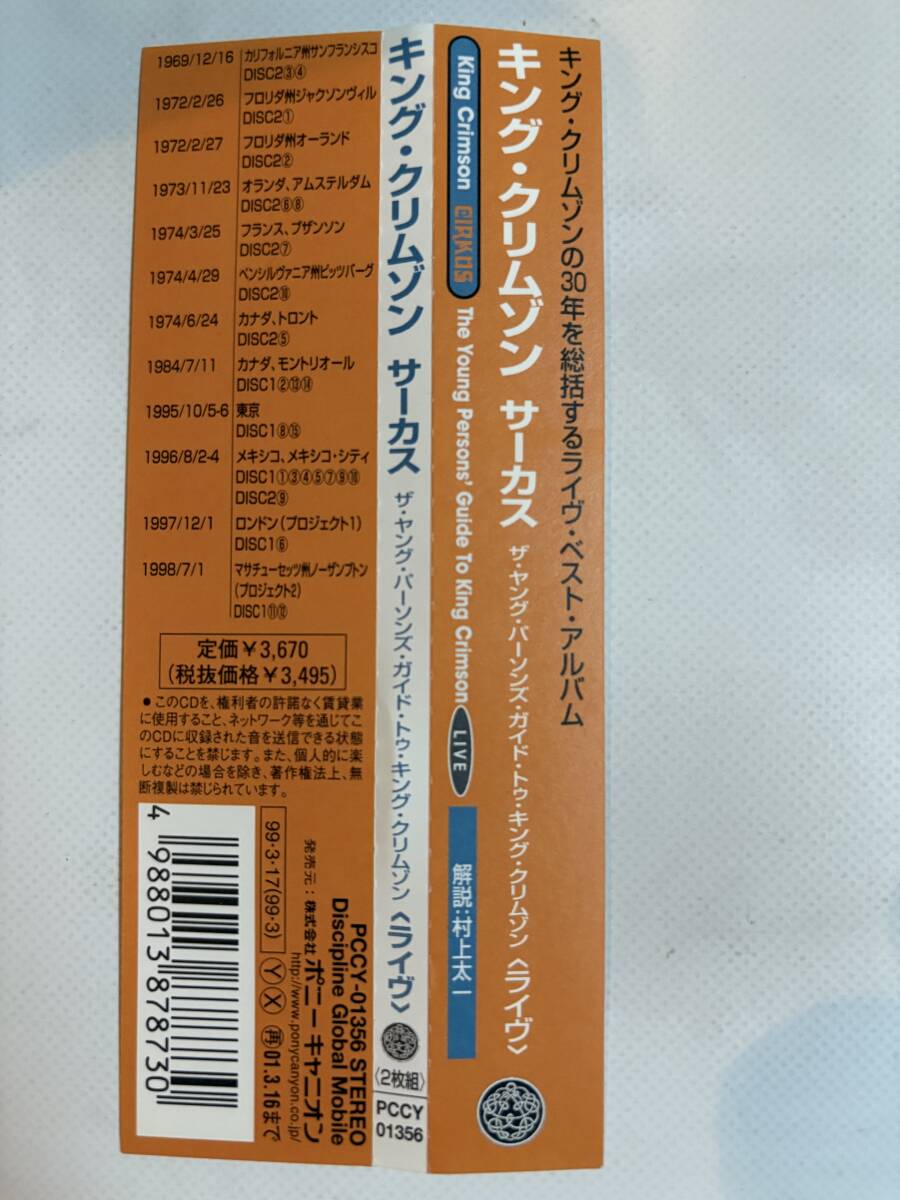 キング・クリムゾンの30年を総括するライヴ・ベスト・アルバム
キング・クリムゾン サーカス ザ・ヤング・パーソンズ・ガイド・トゥ・キング・クリムゾン〈ライヴ〉
King Crimson CIRKUS The Young Persons' Guide To King Crimson LIVE
解説:村上太一
キング・クリムゾン サーカス ザ・ヤング・パーソンズ・ガイド・トゥ・キング・クリムゾン〈ライヴ〉
〈2枚組〉
PCCY
01356
1969/12/16 カリフォルニア州サンフランシスコ
DISC2③④
1972/2/26 フロリダ州ジャクソンヴィル
DISC2①
1972/2/27 フロリダ州オーランド
DISC2②
1973/11/23 オランダ、アムステルダム
DISC2⑥⑧
1974/3/25 フランス、ブザンソン
DISC2⑦
1974/4/29 ペンシルヴァニア州ピッツバーグ
DISC2⑩
1974/6/24 カナダ、トロント
DISC2⑤
1984/7/11 カナダ、モントリオール
DISC1②⑬⑭
1995/10/5-6 東京
DISC1⑧⑮
1996/8/2-4 メキシコ、メキシコ・シティ
DISC1①③④⑤⑦⑨⑩
DISC2⑨
1997/12/1 ロンドン(プロジェクト1)
DISC1⑥
1998/7/1 マサチューセッツ州ノーザンプトン
(プロジェクト2)
DISC1⑪⑫
定価￥3,670
(税抜価格￥3,495)
●このCDを、権利者の許諾なく賃貸業
に使用すること、ネットワーク等を通じてこ
のCDに収録された音を送信できる状態
にすることを禁じます。また、個人的に楽
しむなどの場合を除き、著作権法上、無
断複製は禁じられています。
PCCY-01356 STEREO
Discipline Global Mobile
発売元:株式会社ポニーキャニオン
http://www.ponycanyon.co.jp/
99・3・17(99・3) Ⓨ Ⓧ 再 01.3.16まで
4 988013 878730